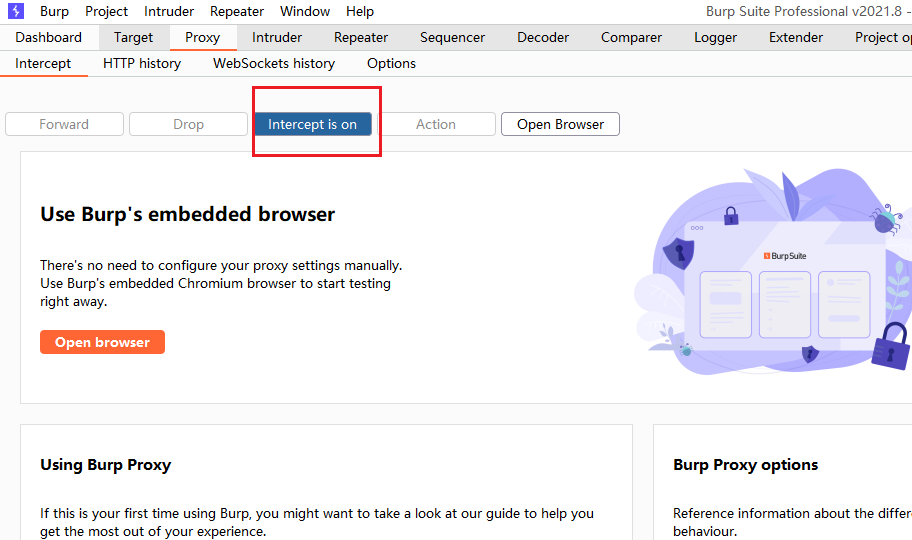 Burp Project Intruder Repeater Window Help Burp Suite Professional v2021.8 -
Dashboard Target Proxy Intruder Repeater Sequencer Decoder Comparer Logger Extender Project op
Intercept HTTP history WebSockets history Options
Forward Drop Intercept is on Action Open Browser
Use Burp's embedded browser
There's no need to configure your proxy settings manually.
Use Burp's embedded Chromium browser to start testing
right away.
Open browser
Burp Suite
Using Burp Proxy
If this is your first time using Burp, you might want to take a look at our guide to help you
get the most out of your experience.
Burp Proxy options
Reference information about the differe
behaviour.